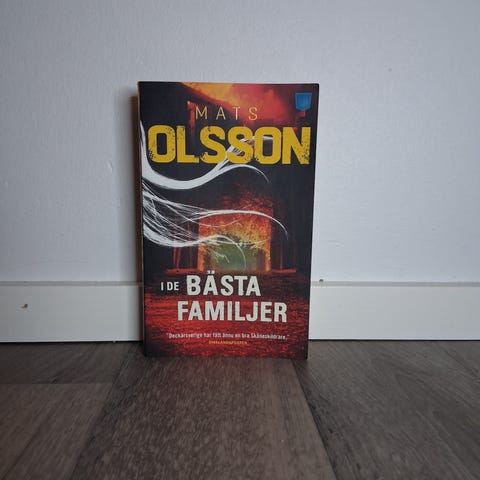 MATS
OLSSON
I DE BÄSTA
FAMILJER
"Deckarsverige har fått ännu en bra Skåneskildrare."
SMÅLANDSPOSTEN